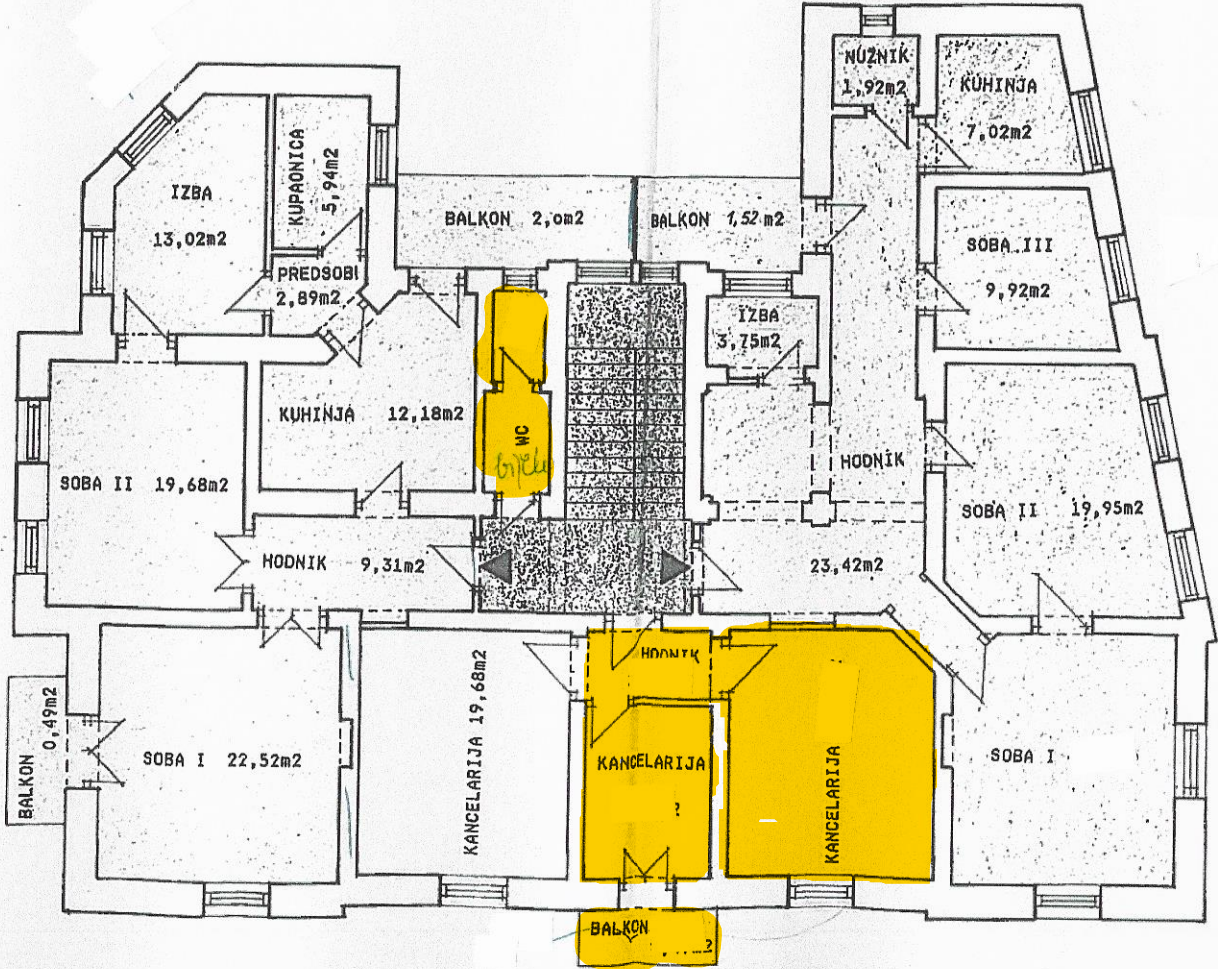 NUŽNIK
1,92m2
KUHINJA
7,02m2
IZBA
13,02m2
KUPAONICA
5,94m2
BALKON 2,0m2
BALKON 1,52 m2
SOBA III
9,92m2
PREDSOBI
2,89m2
IZBA
3,75m2
KUHINJA 12,18m2
WC
HODNIK
SOBA II 19,68m2
SOBA II 19,95m2
HODNIK 9,31m2
23,42m2
HODNIK
BALKON
0,49m2
SOBA I 22,52m2
KANCELARIJA 19,68m2
KANCELARIJA
KANCELARIJA
SOBA I
BALKON